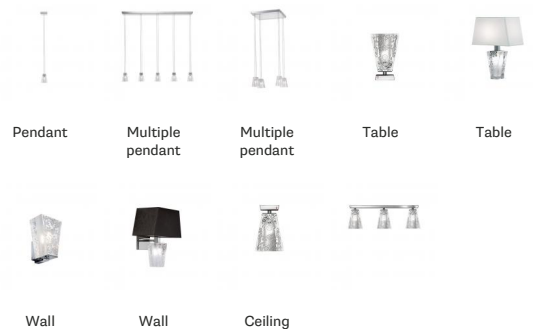 Pendant
Multiple
pendant
Multiple
pendant
Table
Table
Wall
Wall
Ceiling